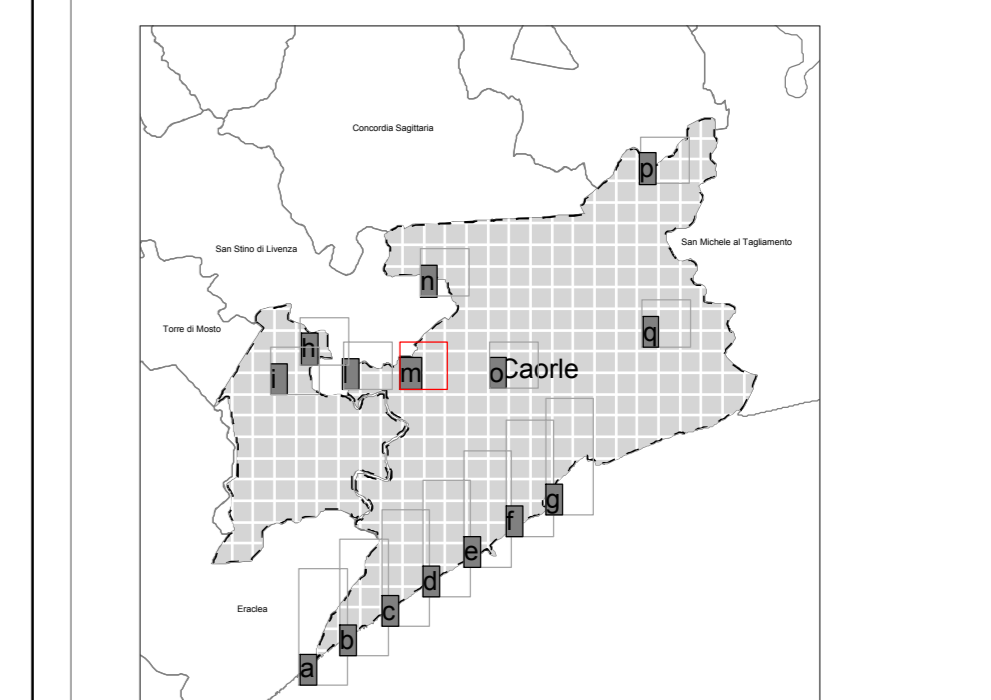 Concordia Sagittaria
p
San Stino di Livenza
San Michele al Tagliamento
n
Torre di Mosto
q
h
i
l
m
o
Caorle
g
f
e
d
Eraclea
c
b
a